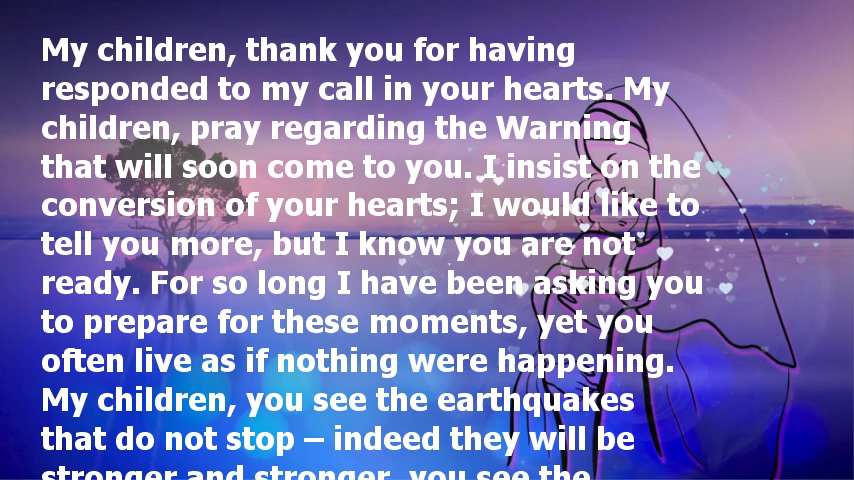 My children, thank you for having
responded to my call in your hearts. My
children, pray regarding the Warning
that will soon come to you. I insist on the
conversion of your hearts; I would like to
tell you more, but I know you are not
ready. For so long I have been asking you
to prepare for these moments, yet you
often live as if nothing were happening.
My children, you see the earthquakes
that do not stop – indeed they will be
stronger and stronger, you see the